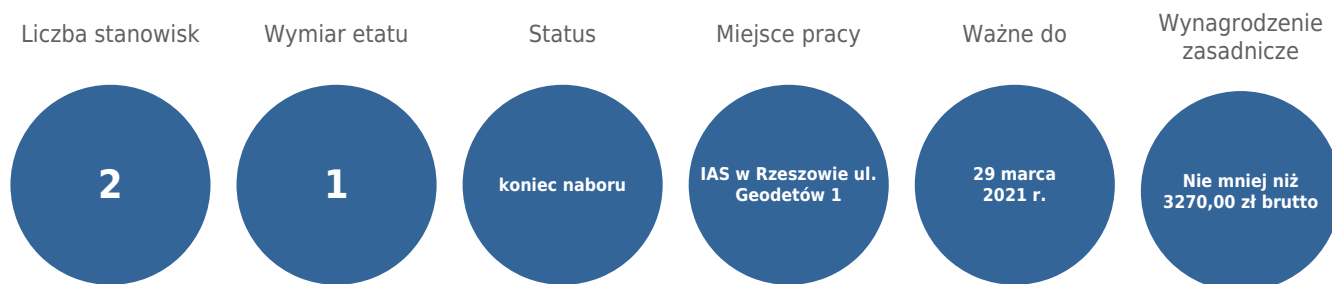 Liczba stanowisk
2
Wymiar etatu
1
Status
koniec naboru
Miejsce pracy
IAS w Rzeszowie ul.
Geodetów 1
Ważne do
29 marca
2021 r.
Wynagrodzenie
zasadnicze
Nie mniej niż
3270,00 zł brutto